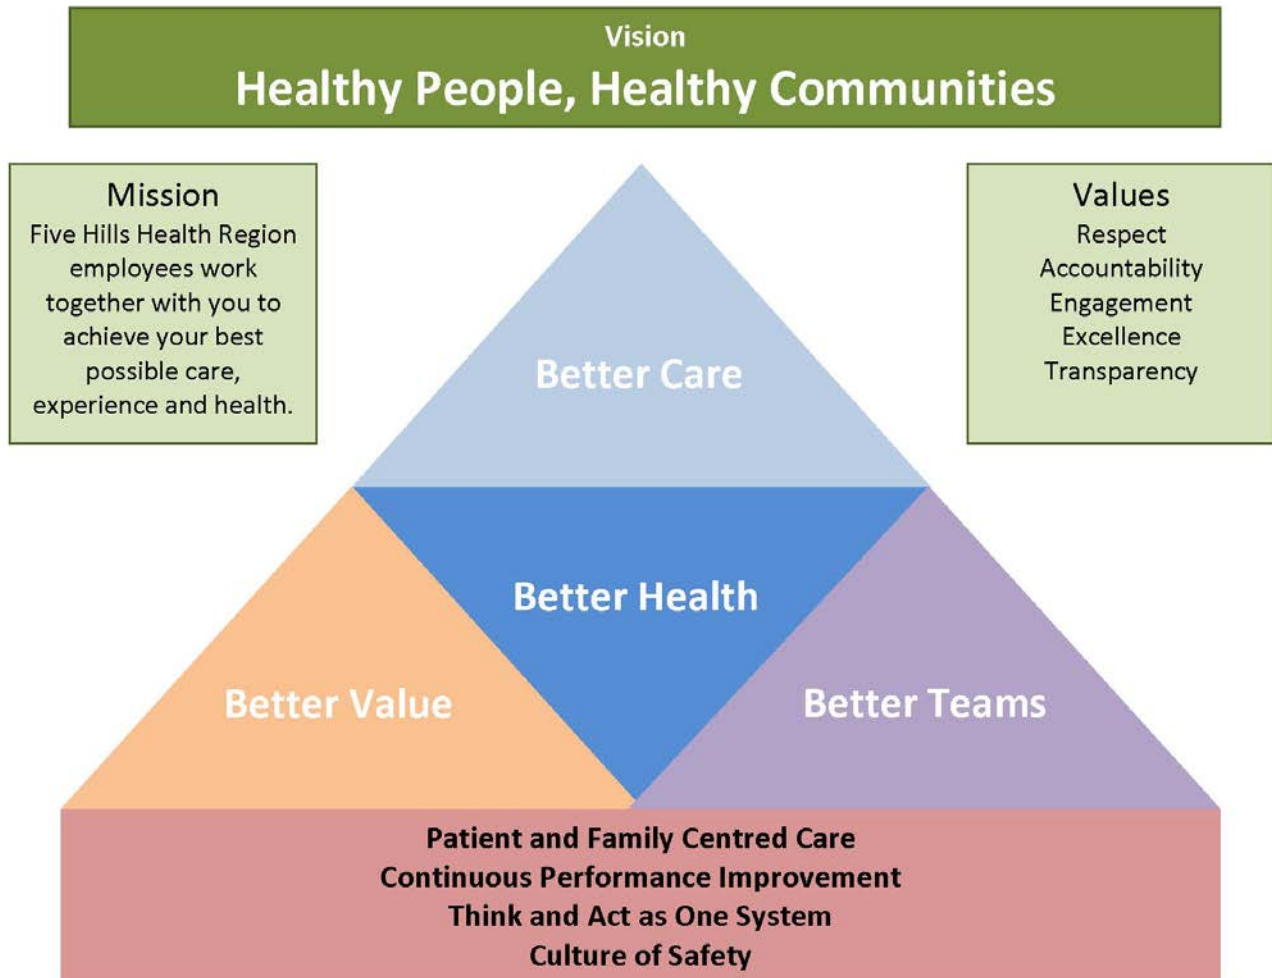 Vision
Healthy People, Healthy Communities
Mission
Five Hills Health Region
employees work
together with you to
achieve your best
possible care,
experience and health.
Values
Respect
Accountability
Engagement
Excellence
Transparency
Better Care
Better Health
Better Value
Better Teams
Patient and Family Centred Care
Continuous Performance Improvement
Think and Act as One System
Culture of Safety